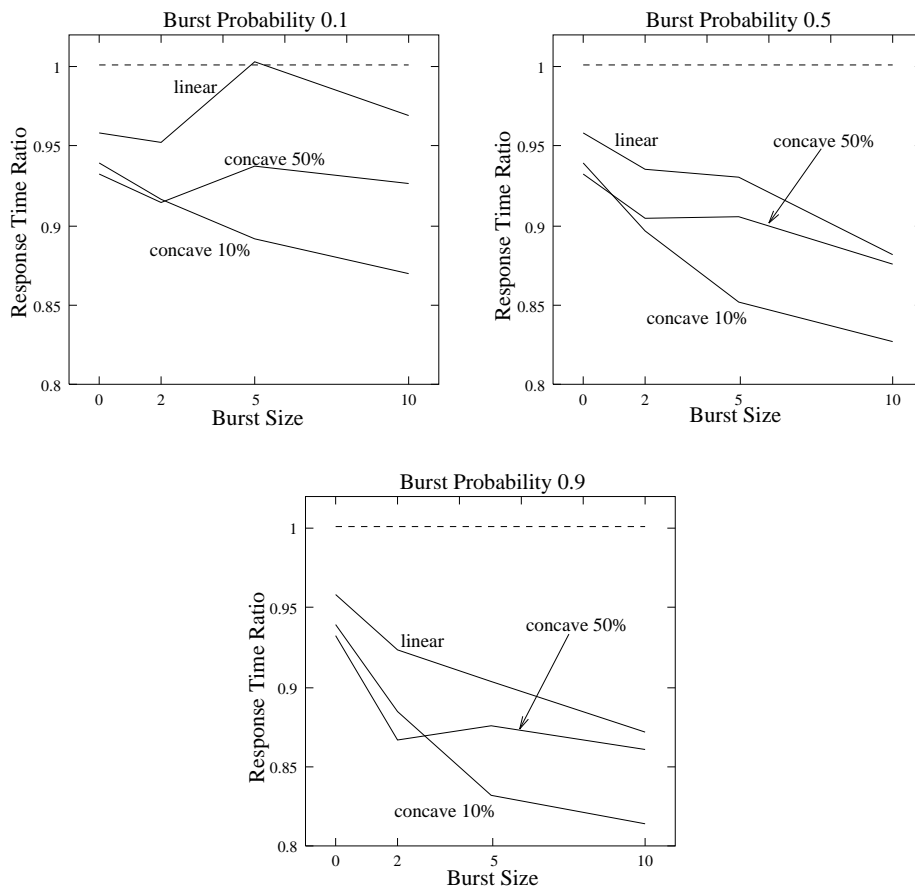 Burst Probability 0.1
1
0.95
0.9
0.85
0.8
Response Time Ratio
linear
concave 50%
concave 10%
0 2 5 10
Burst Size
Burst Probability 0.5
1
0.95
0.9
0.85
0.8
Response Time Ratio
linear
concave 50%
concave 10%
0 2 5 10
Burst Size
Burst Probability 0.9
1
0.95
0.9
0.85
0.8
Response Time Ratio
linear
concave 50%
concave 10%
0 2 5 10
Burst Size